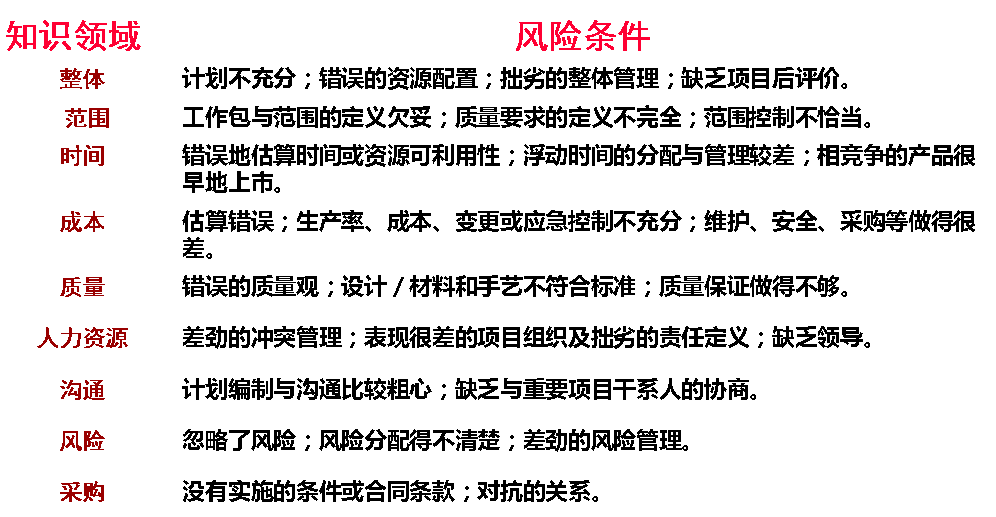 知识领域 风险条件
整体 计划不充分；错误的资源配置；拙劣的整体管理；缺乏项目后评价。
范围 工作包与范围的定义欠妥；质量要求的定义不完全；范围控制不恰当。
时间 错误地估算时间或资源可利用性；浮动时间的分配与管理较差；相竞争的产品很
早地上市。
成本 估算错误；生产率、成本、变更或应急控制不充分；维护、安全、采购等做得很
差。
质量 错误的质量观；设计／材料和手艺不符合标准；质量保证做得不够。
人力资源 差劲的冲突管理；表现很差的项目组织及拙劣的责任定义；缺乏领导。
沟通 计划编制与沟通比较粗心；缺乏与重要项目干系人的协商。
风险 忽略了风险；风险分配得不清楚；差劲的风险管理。
采购 没有实施的条件或合同条款；对抗的关系。